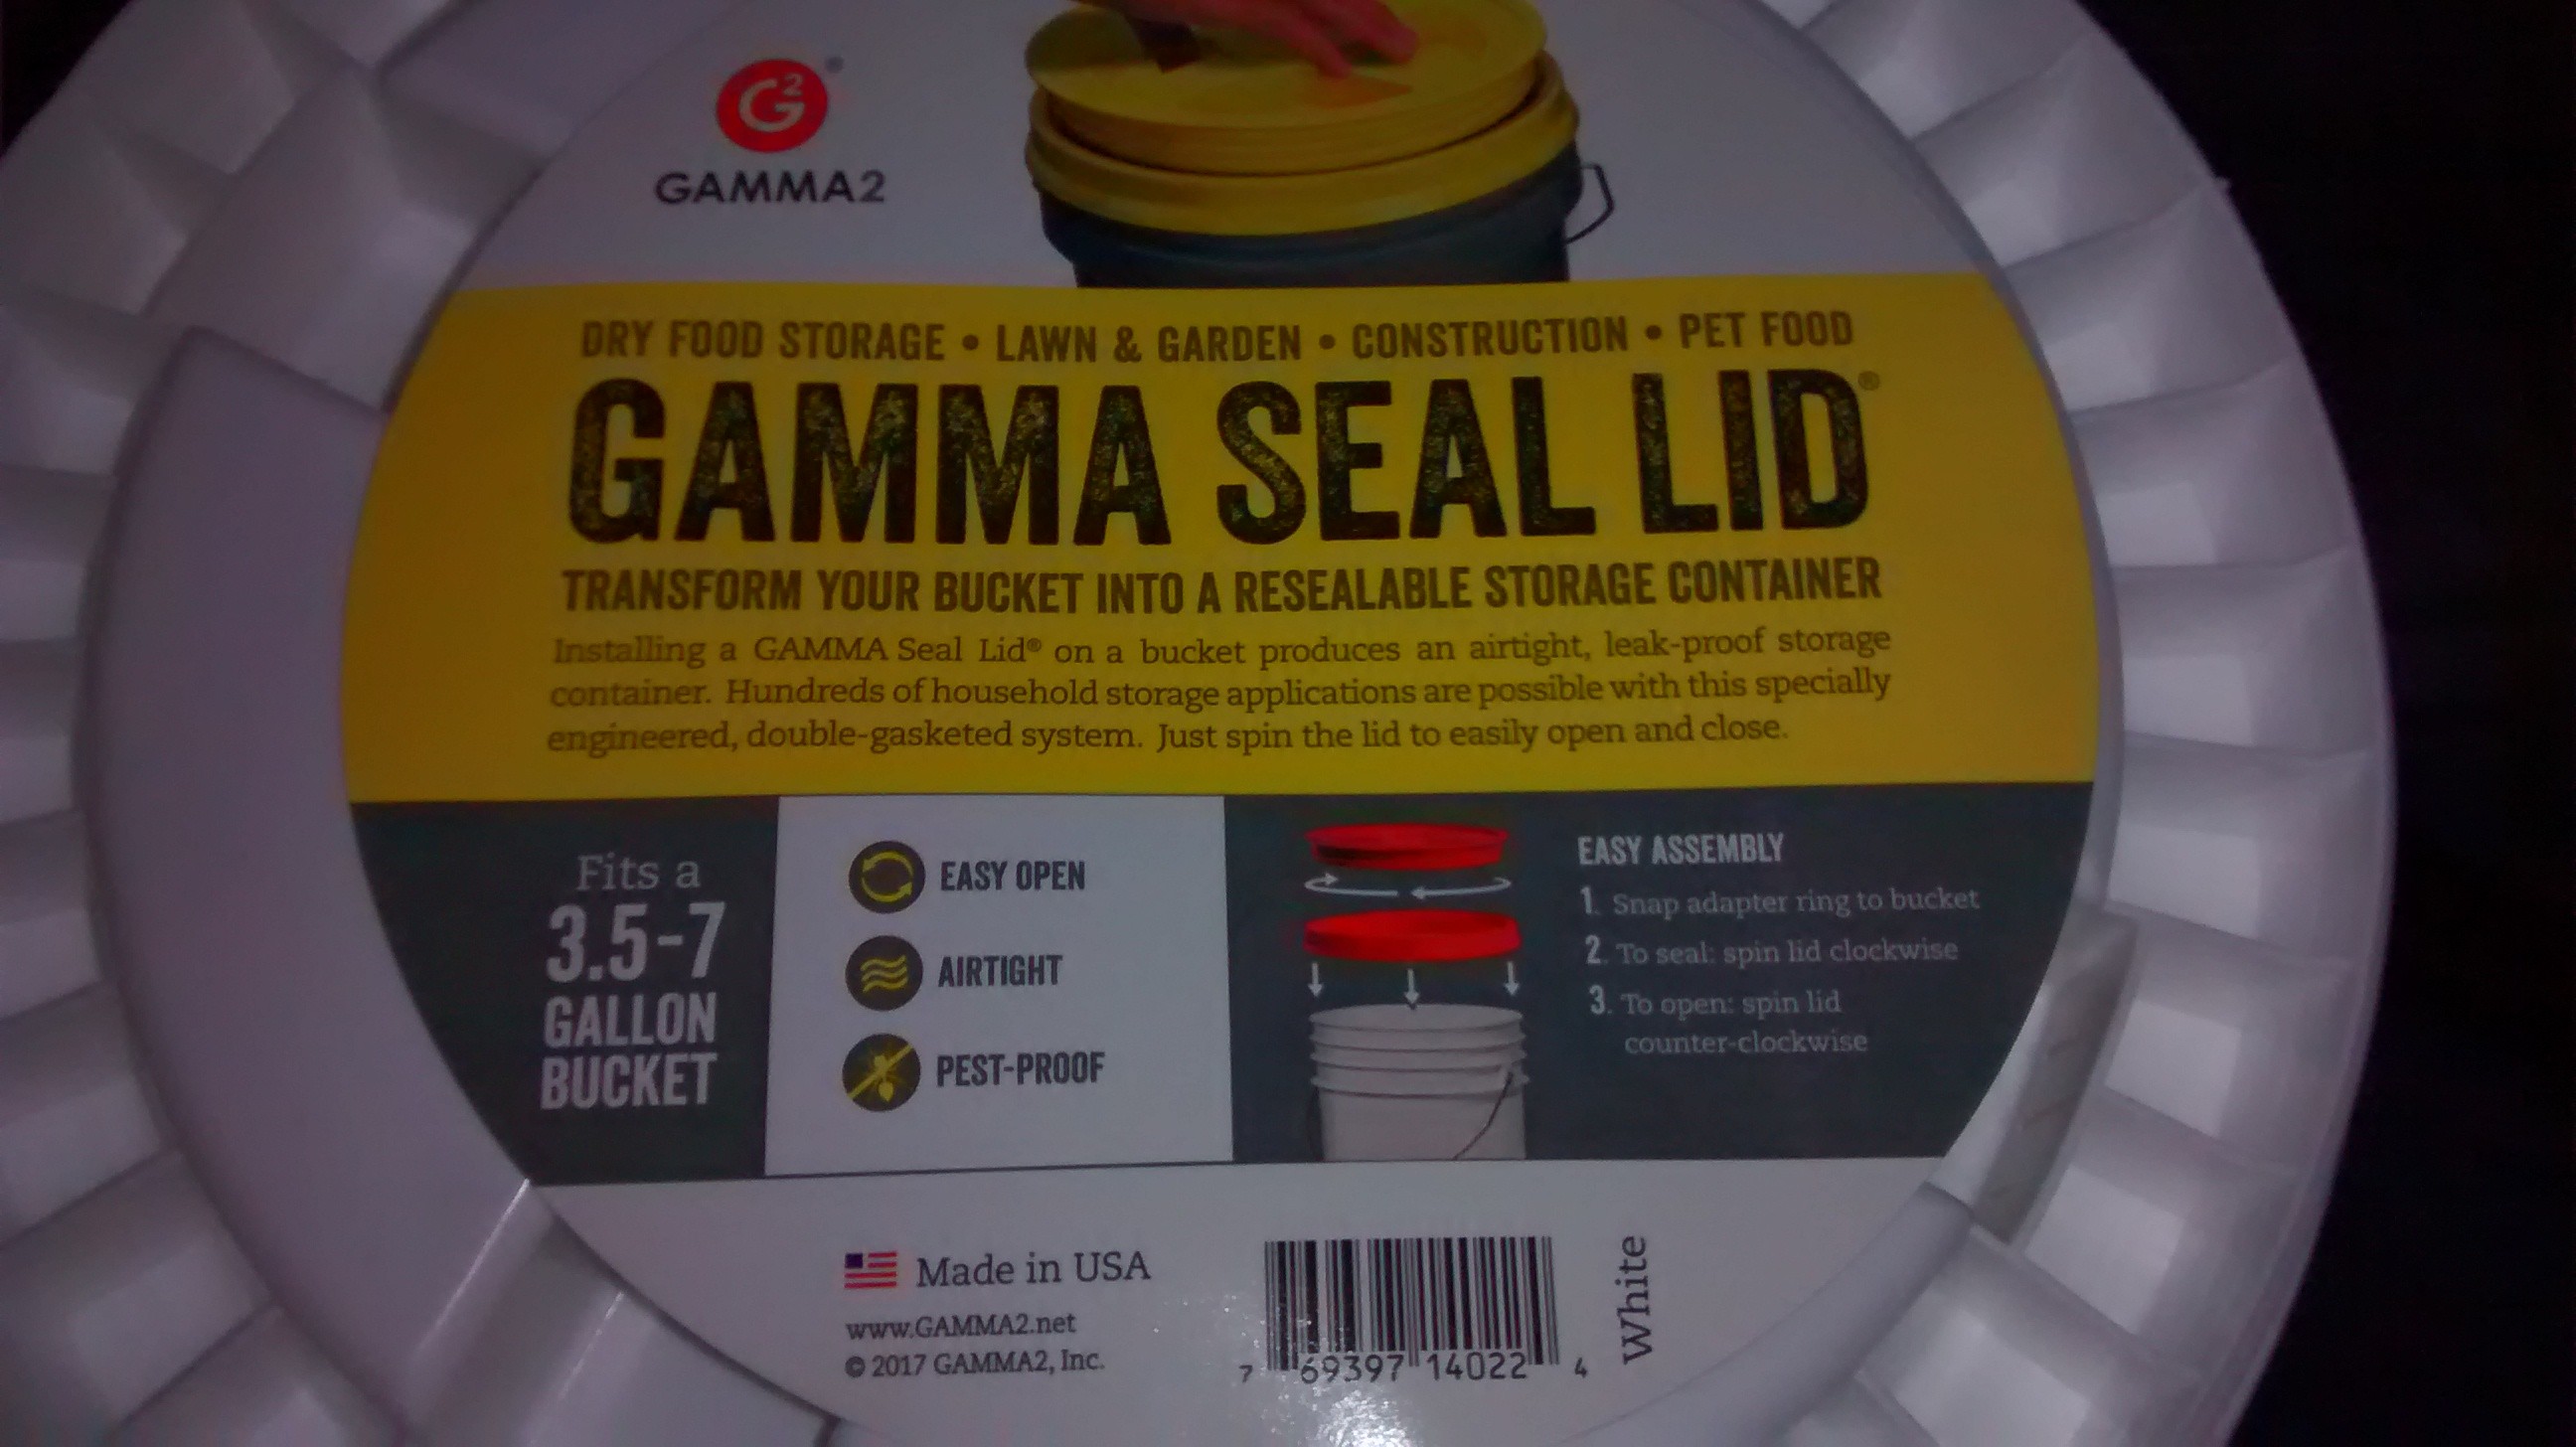 G2®
GAMMA2
DRY FOOD STORAGE • LAWN & GARDEN • CONSTRUCTION • PET FOOD
GAMMA SEAL LID®
TRANSFORM YOUR BUCKET INTO A RESEALABLE STORAGE CONTAINER
Installing a GAMMA Seal Lid® on a bucket produces an airtight, leak-proof storage
container. Hundreds of household storage applications are possible with this specially
engineered, double-gasketed system. Just spin the lid to easily open and close.
Fits a
3.5-7
GALLON
BUCKET
EASY OPEN
AIRTIGHT
PEST-PROOF
EASY ASSEMBLY
1. Snap adapter ring to bucket
2. To seal: spin lid clockwise
3. To open: spin lid
counter-clockwise
Made in USA
www.GAMMA2.net
© 2017 GAMMA2, Inc.
7 69397 14022 4
White